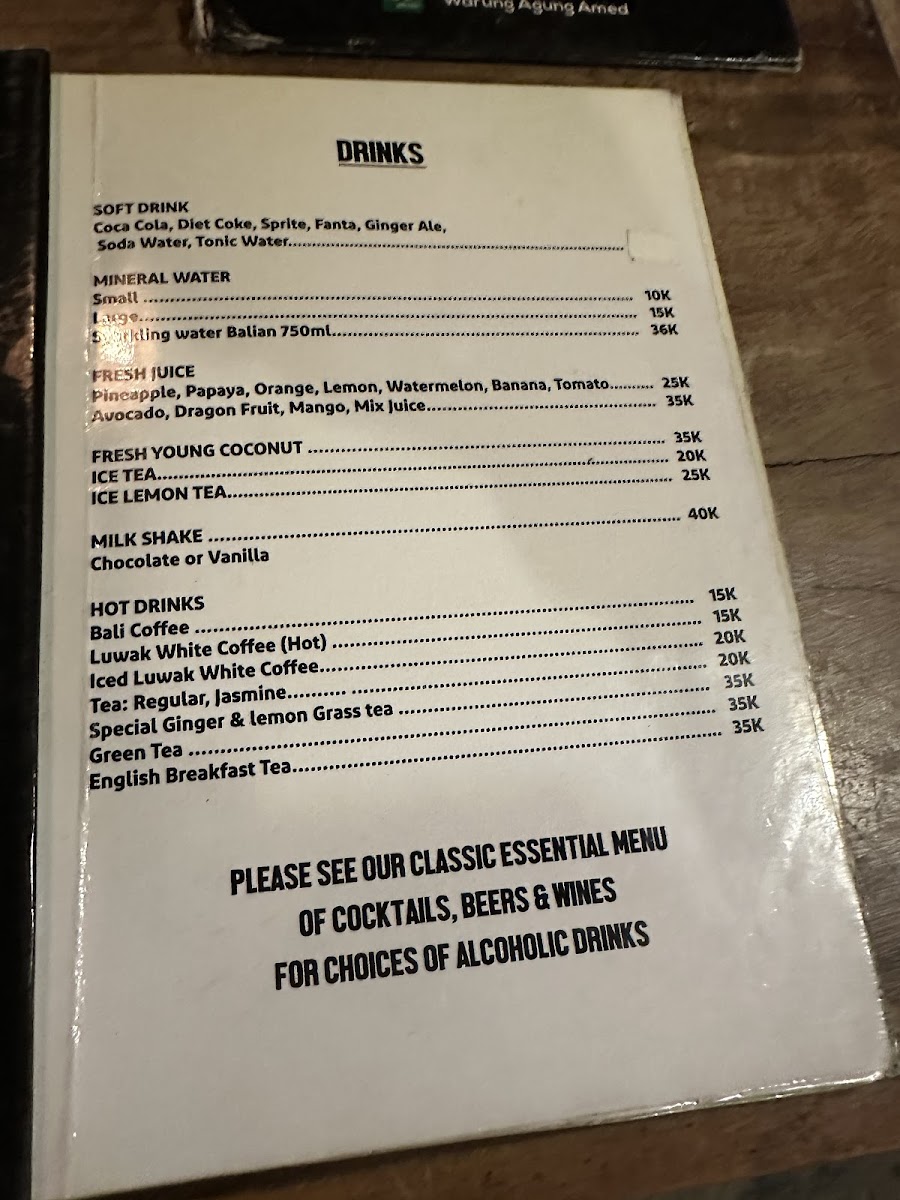 Warung Agung Amed
DRINKS
SOFT DRINK
Coca Cola, Diet Coke, Sprite, Fanta, Ginger Ale,
Soda Water, Tonic Water
MINERAL WATER
Small 10K
Large 15K
Sparkling water Balian 750ml 36K
FRESH JUICE
Pineapple, Papaya, Orange, Lemon, Watermelon, Banana, Tomato 25K
Avocado, Dragon Fruit, Mango, Mix Juice 35K
FRESH YOUNG COCONUT 35K
ICE TEA 20K
ICE LEMON TEA 25K
MILK SHAKE 40K
Chocolate or Vanilla
HOT DRINKS
Bali Coffee 15K
Luwak White Coffee (Hot) 15K
Iced Luwak White Coffee 20K
Tea: Regular, Jasmine 20K
Special Ginger & lemon Grass tea 35K
Green Tea 35K
English Breakfast Tea 35K
PLEASE SEE OUR CLASSIC ESSENTIAL MENU
OF COCKTAILS, BEERS & WINES
FOR CHOICES OF ALCOHOLIC DRINKS